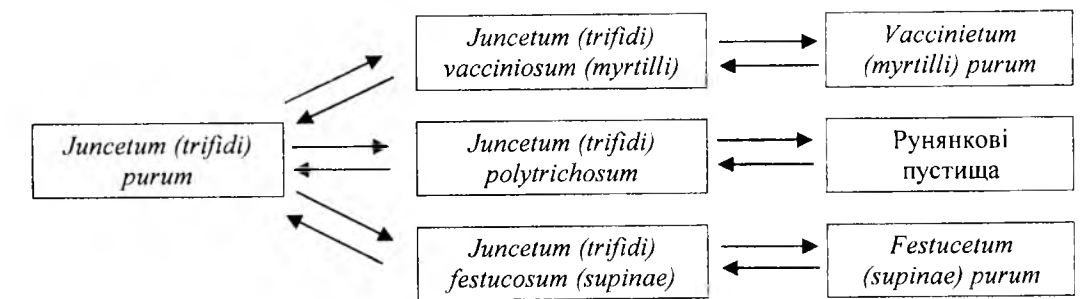 Juncetum (trifidi)
vacciniosum (myrtilli)
Vaccinietum
(myrtilli) purum
Juncetum (trifidi)
purum
Juncetum (trifidi)
polytrichosum
Рунянкові
пустища
Juncetum (trifidi)
festucosum (supinae)
Festucetum
(supinae) purum